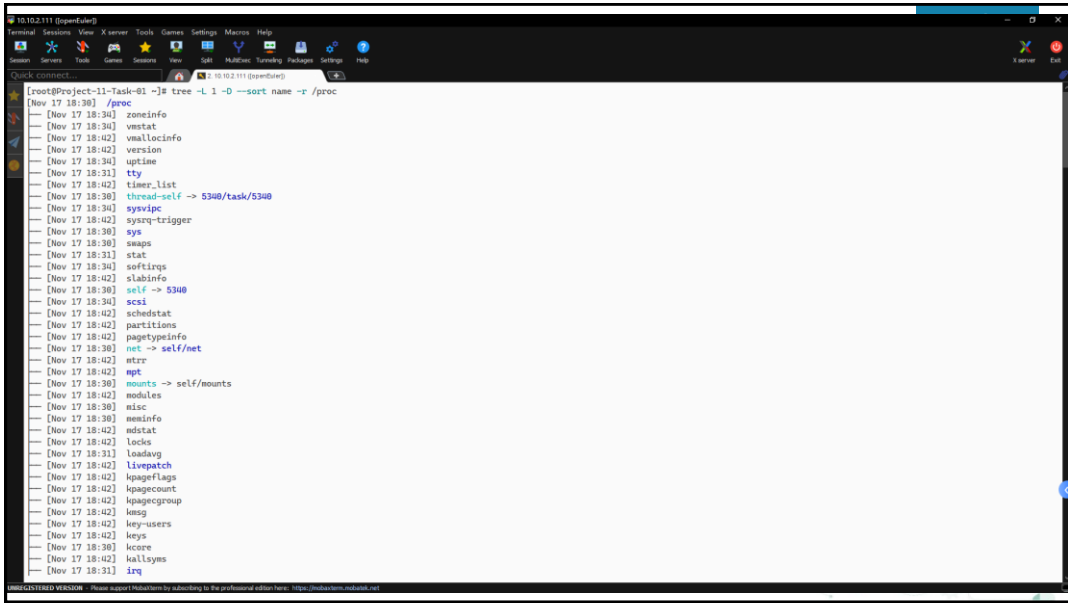 10.10.2.111 ([openEuler])
Terminal Sessions View X server Tools Games Settings Macros Help
Session Servers Tools Games Sessions View Split MultiExec Tunneling Packages Settings Help X server Exit
Quick connect... 2. 10.10.2.111 ([openEuler])
[root@Project-11-Task-01 ~]# tree -L 1 -D --sort name -r /proc
[Nov 17 18:30] /proc
├── [Nov 17 18:34] zoneinfo
├── [Nov 17 18:34] vmstat
├── [Nov 17 18:42] vmallocinfo
├── [Nov 17 18:42] version
├── [Nov 17 18:34] uptime
├── [Nov 17 18:31] tty
├── [Nov 17 18:42] timer_list
├── [Nov 17 18:30] thread-self -> 5340/task/5340
├── [Nov 17 18:34] sysvipc
├── [Nov 17 18:42] sysrq-trigger
├── [Nov 17 18:30] sys
├── [Nov 17 18:30] swaps
├── [Nov 17 18:31] stat
├── [Nov 17 18:34] softirqs
├── [Nov 17 18:42] slabinfo
├── [Nov 17 18:30] self -> 5340
├── [Nov 17 18:34] scsi
├── [Nov 17 18:42] schedstat
├── [Nov 17 18:42] partitions
├── [Nov 17 18:42] pagetypeinfo
├── [Nov 17 18:30] net -> self/net
├── [Nov 17 18:42] mtrr
├── [Nov 17 18:42] mpt
├── [Nov 17 18:30] mounts -> self/mounts
├── [Nov 17 18:42] modules
├── [Nov 17 18:30] misc
├── [Nov 17 18:30] meminfo
├── [Nov 17 18:42] mdstat
├── [Nov 17 18:42] locks
├── [Nov 17 18:31] loadavg
├── [Nov 17 18:42] livepatch
├── [Nov 17 18:42] kpageflags
├── [Nov 17 18:42] kpagecount
├── [Nov 17 18:42] kpagecgroup
├── [Nov 17 18:42] kmsg
├── [Nov 17 18:42] key-users
├── [Nov 17 18:42] keys
├── [Nov 17 18:30] kcore
├── [Nov 17 18:42] kallsyms
├── [Nov 17 18:31] irq
UNREGISTERED VERSION - Please support MobaXterm by subscribing to the professional edition here: https://mobaxterm.mobatek.net